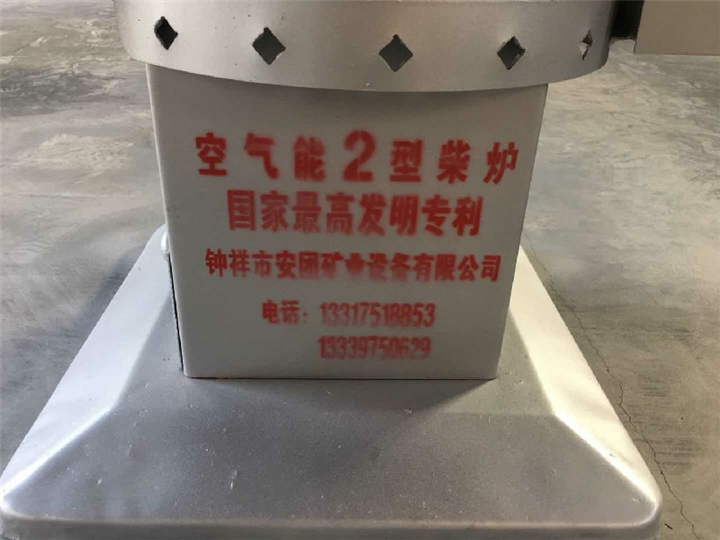 空气能2型柴炉
国家最高发明专利
钟祥市安团矿业设备有限公司
电话：13317518853
13339750629